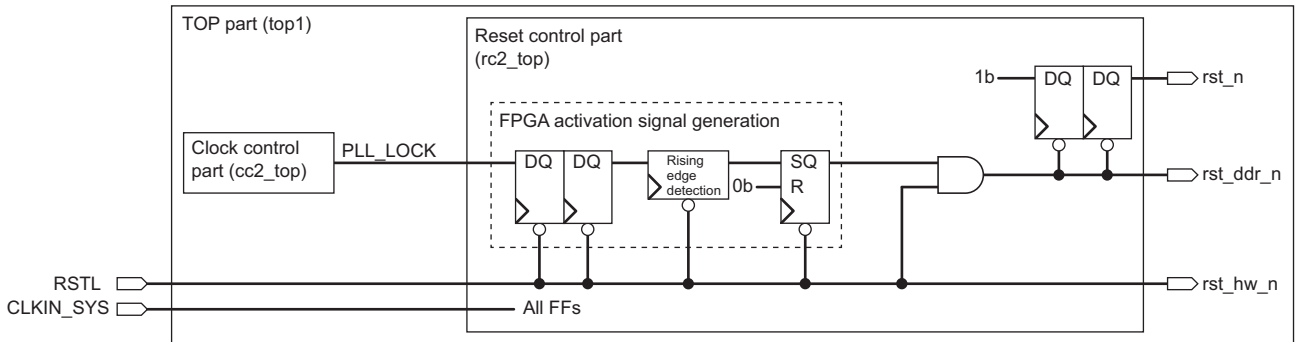 TOP part (top1)
Reset control part
(rc2_top)
1b
DQ
DQ
rst_n
FPGA activation signal generation
Clock control
part (cc2_top)
PLL_LOCK
DQ
DQ
Rising
edge
detection
0b
SQ
R
rst_ddr_n
RSTL
rst_hw_n
CLKIN_SYS
All FFs